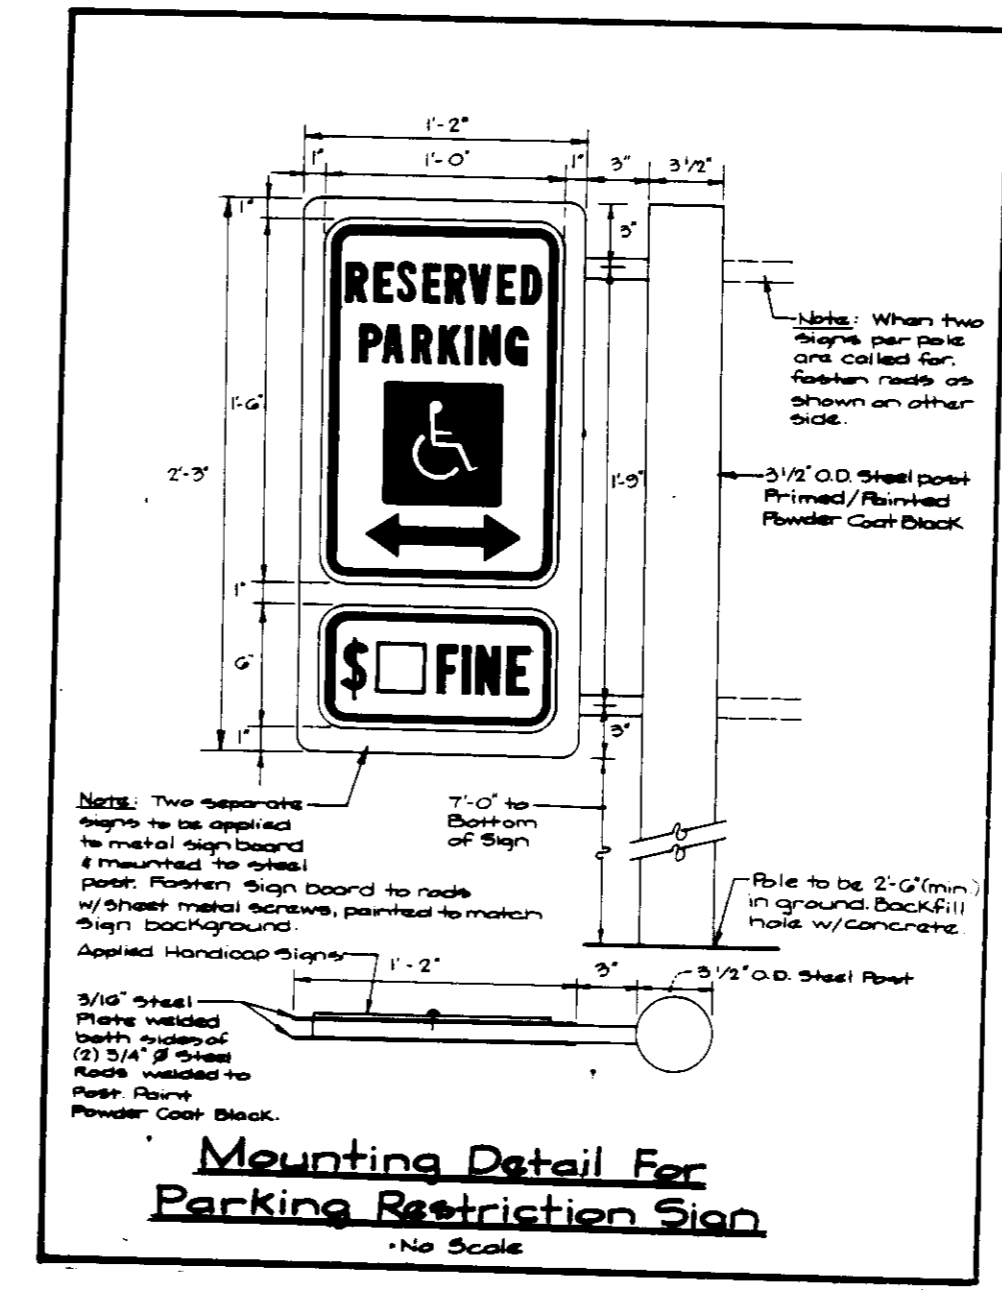 1'-2"
1" 1'-0" 1" 3" 3 1/2"
1"
3"
RESERVED
PARKING
Note: When two
signs per pole
are called for,
fasten rods as
shown on other
side.
1'-6"
2'-3"
1'-9"
3 1/2" O.D. Steel post
Primed/Painted
Powder Coat Black
1"
6"
$ FINE
3"
1"
Note: Two separate
signs to be applied
to metal sign board
& mounted to steel
post. Fasten sign board to rods
w/sheet metal screws, painted to match
sign background.
7'-0" to
Bottom
of Sign
Pole to be 2'-6"(min.)
in ground. Backfill
hole w/concrete.
Applied Handicap Signs
1'-2" 3" 3 1/2" O.D. Steel Post
3/16" Steel
Plate welded
both sides of
(2) 3/4" Ø Steel
Rods welded to
Post. Paint
Powder Coat Black.
Mounting Detail For
Parking Restriction Sign
No Scale